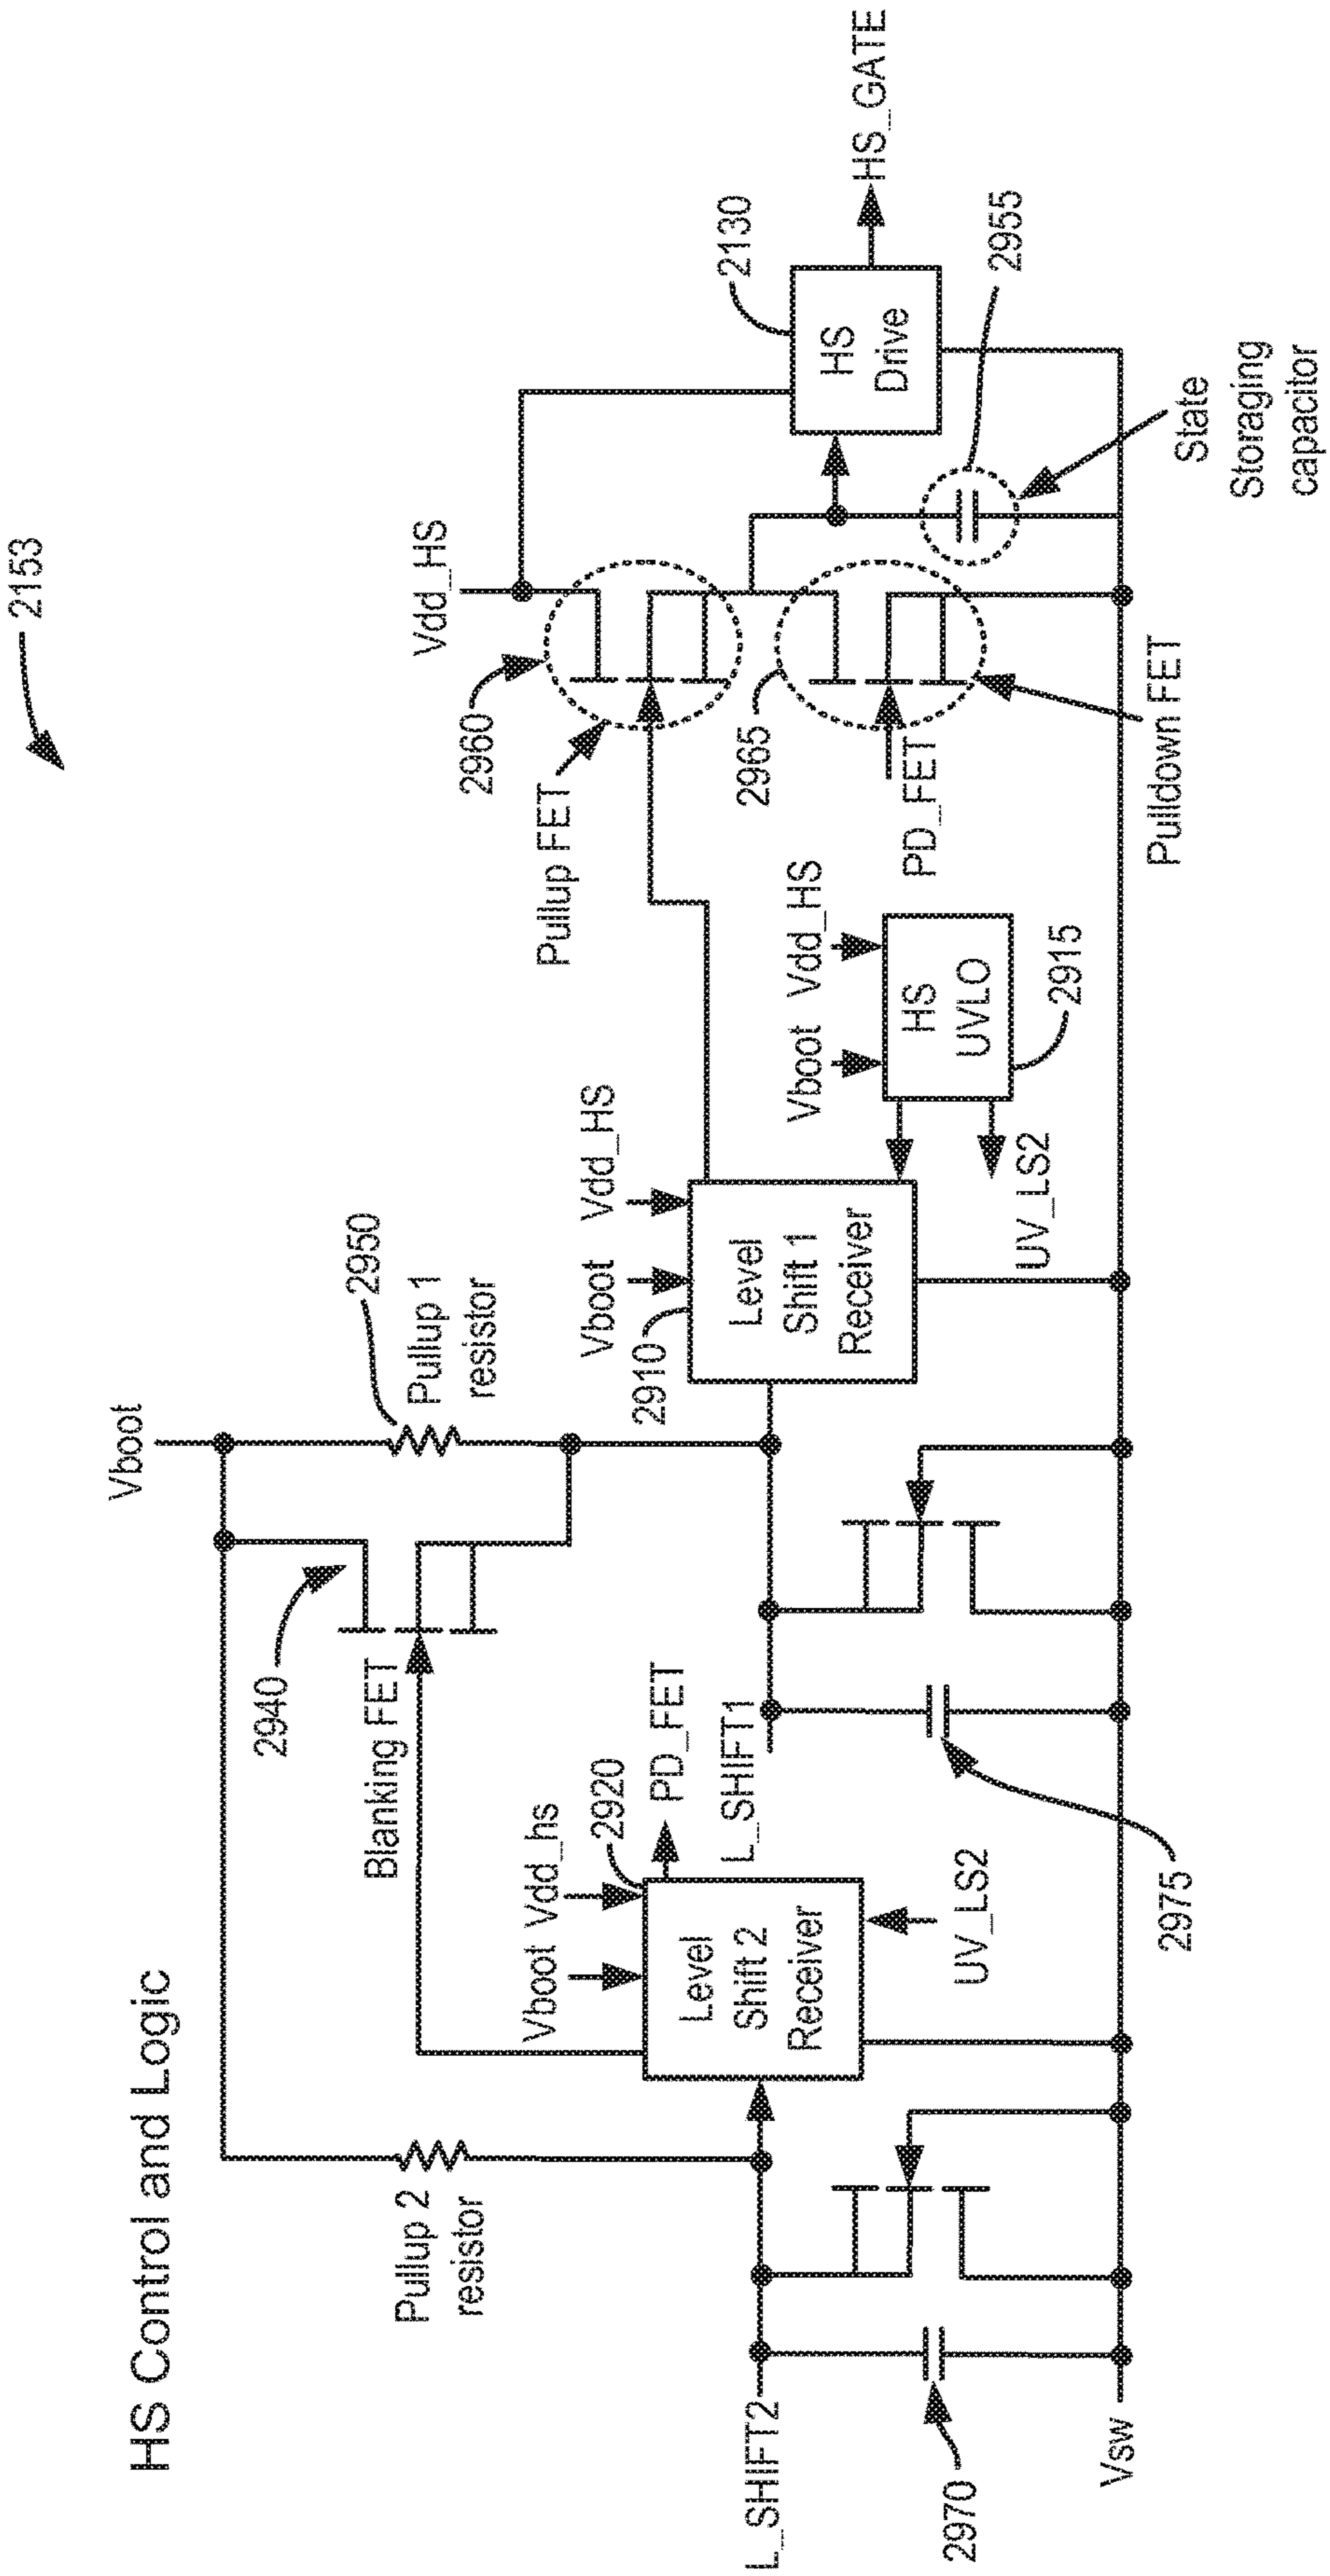 HS Control and Logic
2153
Vboot
2950
Pullup 1
resistor
2940
Blanking FET
Pullup 2
resistor
Vboot
Vdd_hs
2920
PD_FET
L_SHIFT1
Level
Shift 2
Receiver
UV_LS2
L_SHIFT2
2970
Vsw
2975
Vboot
Vdd_HS
2910
Level
Shift 1
Receiver
Vboot
Vdd_HS
HS
UVLO
2915
UV_LS2
Vdd_HS
2960
Pullup FET
2965
PD_FET
Pulldown FET
2130
HS
Drive
HS_GATE
2955
State
Storaging
capacitor